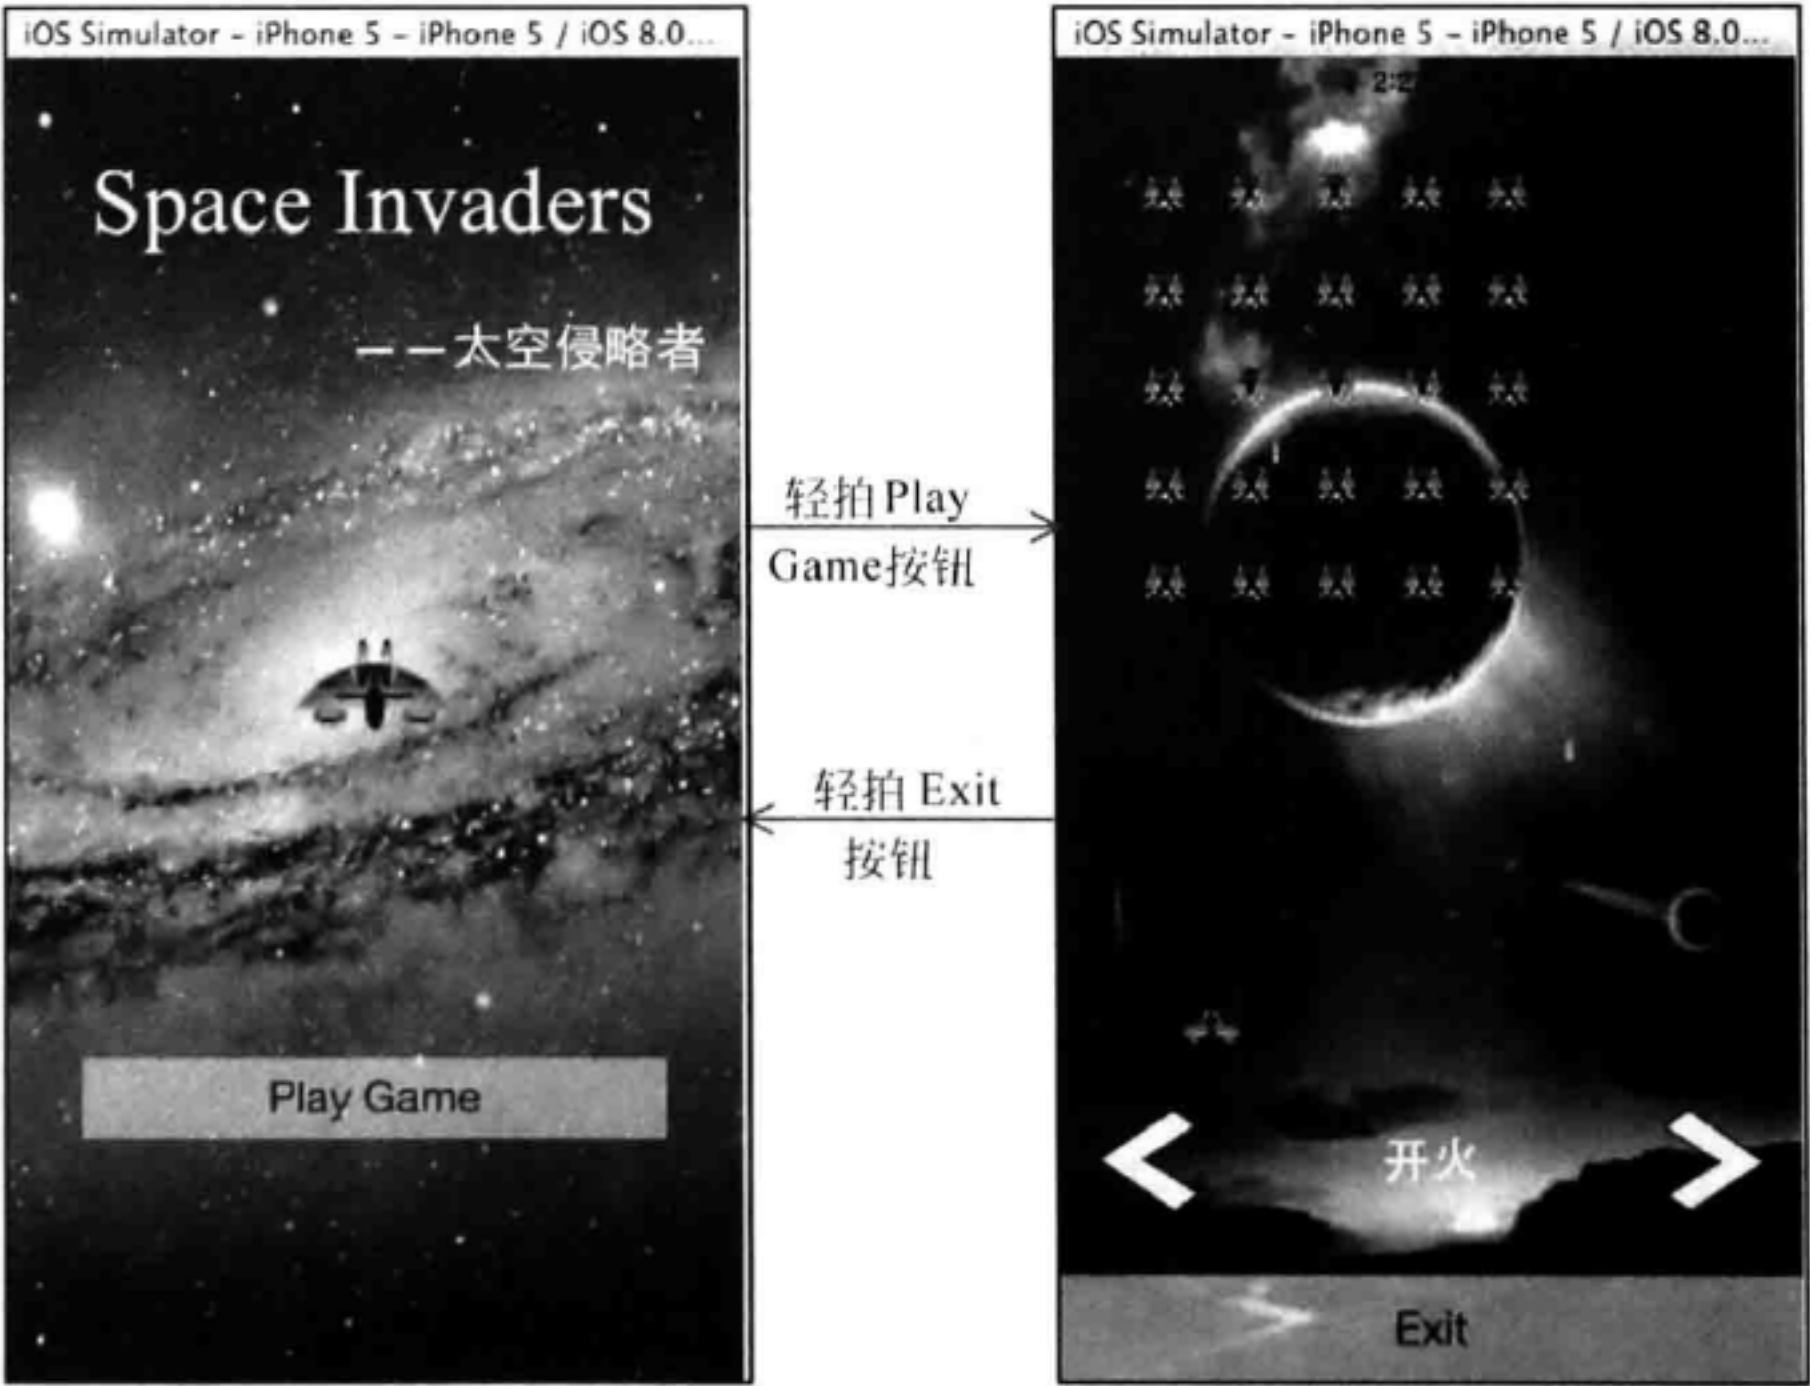 iOS Simulator - iPhone 5 - iPhone 5 / iOS 8.0...
Space Invaders
——太空侵略者
Play Game
轻拍 Play
Game按钮
轻拍 Exit
按钮
iOS Simulator - iPhone 5 - iPhone 5 / iOS 8.0...
开火
Exit